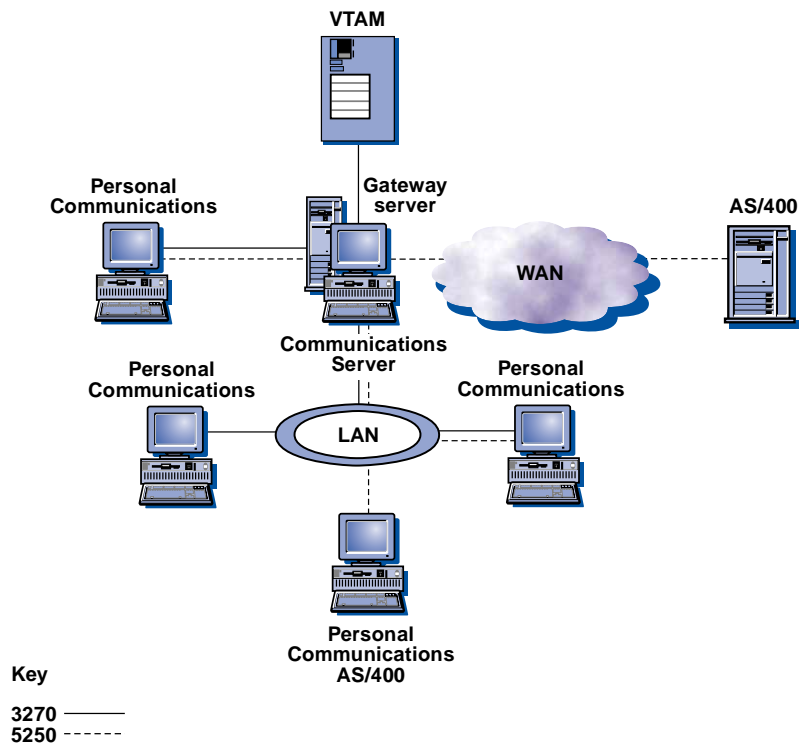 VTAM
Personal
Communications
Gateway
server
AS/400
WAN
Communications
Server
Personal
Communications
Personal
Communications
LAN
Personal
Communications
AS/400
Key
3270
5250